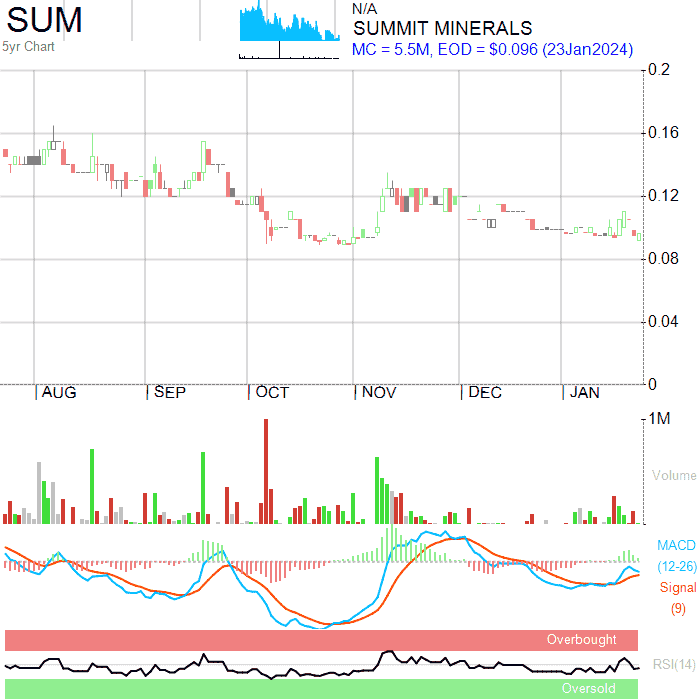 SUM
5yr Chart
N/A
SUMMIT MINERALS
MC = 5.5M, EOD = $0.096 (23Jan2024)
0.2
0.16
0.12
0.08
0.04
0
AUG SEP OCT NOV DEC JAN
1M
Volume
MACD
(12-26)
Signal
(9)
Overbought
RSI(14)
Oversold